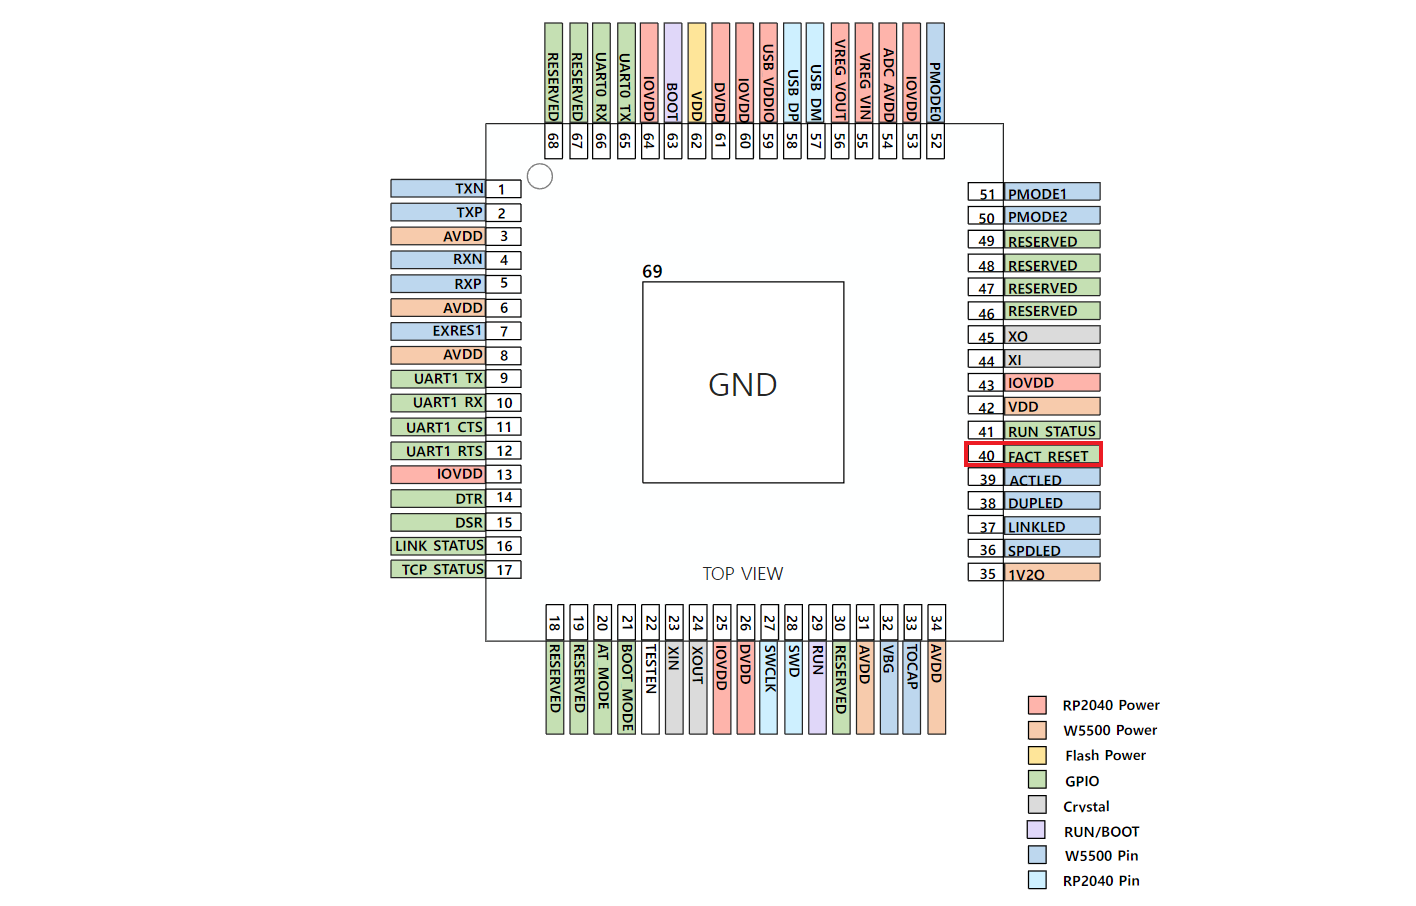 68 RESERVED
67 RESERVED
66 UART0 RX
65 UART0 TX
64 IOVDD
63 BOOT
62 VDD
61 DVDD
60 IOVDD
59 USB VDDIO
58 USB DP
57 USB DM
56 VREG VOUT
55 VREG VIN
54 ADC AVDD
53 IOVDD
52 PMODE0
TXN 1
TXP 2
AVDD 3
RXN 4
RXP 5
AVDD 6
EXRES1 7
AVDD 8
UART1 TX 9
UART1 RX 10
UART1 CTS 11
UART1 RTS 12
IOVDD 13
DTR 14
DSR 15
LINK STATUS 16
TCP STATUS 17
69
GND
TOP VIEW
51 PMODE1
50 PMODE2
49 RESERVED
48 RESERVED
47 RESERVED
46 RESERVED
45 XO
44 XI
43 IOVDD
42 VDD
41 RUN STATUS
40 FACT RESET
39 ACTLED
38 DUPLED
37 LINKLED
36 SPDLED
35 1V2O
18 RESERVED
19 RESERVED
20 AT MODE
21 BOOT MODE
22 TESTEN
23 XIN
24 XOUT
25 IOVDD
26 DVDD
27 SWCLK
28 SWD
29 RUN
30 RESERVED
31 AVDD
32 VBG
33 TOCAP
34 AVDD
RP2040 Power
W5500 Power
Flash Power
GPIO
Crystal
RUN/BOOT
W5500 Pin
RP2040 Pin